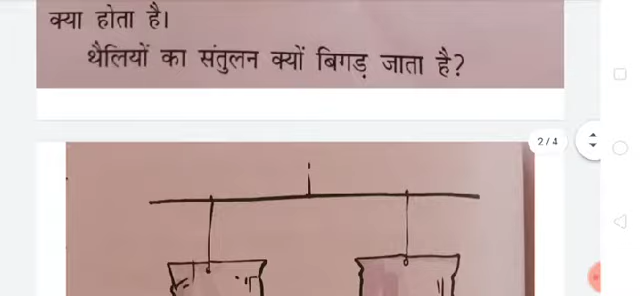 क्या होता है।
थैलियों का संतुलन क्यों बिगड़ जाता है?
2/4